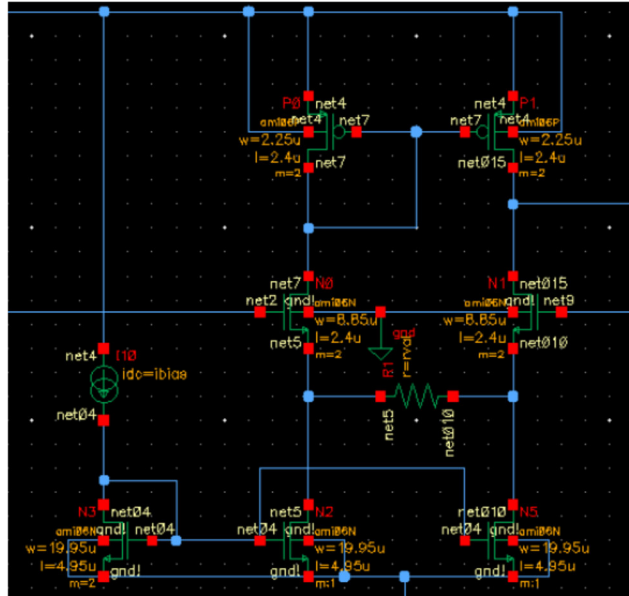 P0 net4
net4 net7
ami06P
w=2.25u
l=2.4u
m=2
net7
net4 P1
net7 net4
ami06P
w=2.25u
l=2.4u
m=2
net015
net7 N0
net2 gnd! ami06N
w=8.85u
l=2.4u
m=2
net5
N1 net015
ami06N gnd! net9
w=8.85u
l=2.4u
m=2
net010
gnd
R1
r=rval
net5
net010
net4 I10
idc=ibias
net04
N3 net04
gnd! net04
ami06N
w=19.95u
l=4.95u
m=2
gnd!
net5 N2
net04 gnd!
ami06N
w=19.95u
l=4.95u
m:1
gnd!
net010 N5
net04 gnd!
ami06N
w=19.95u
l=4.95u
m:1
gnd!